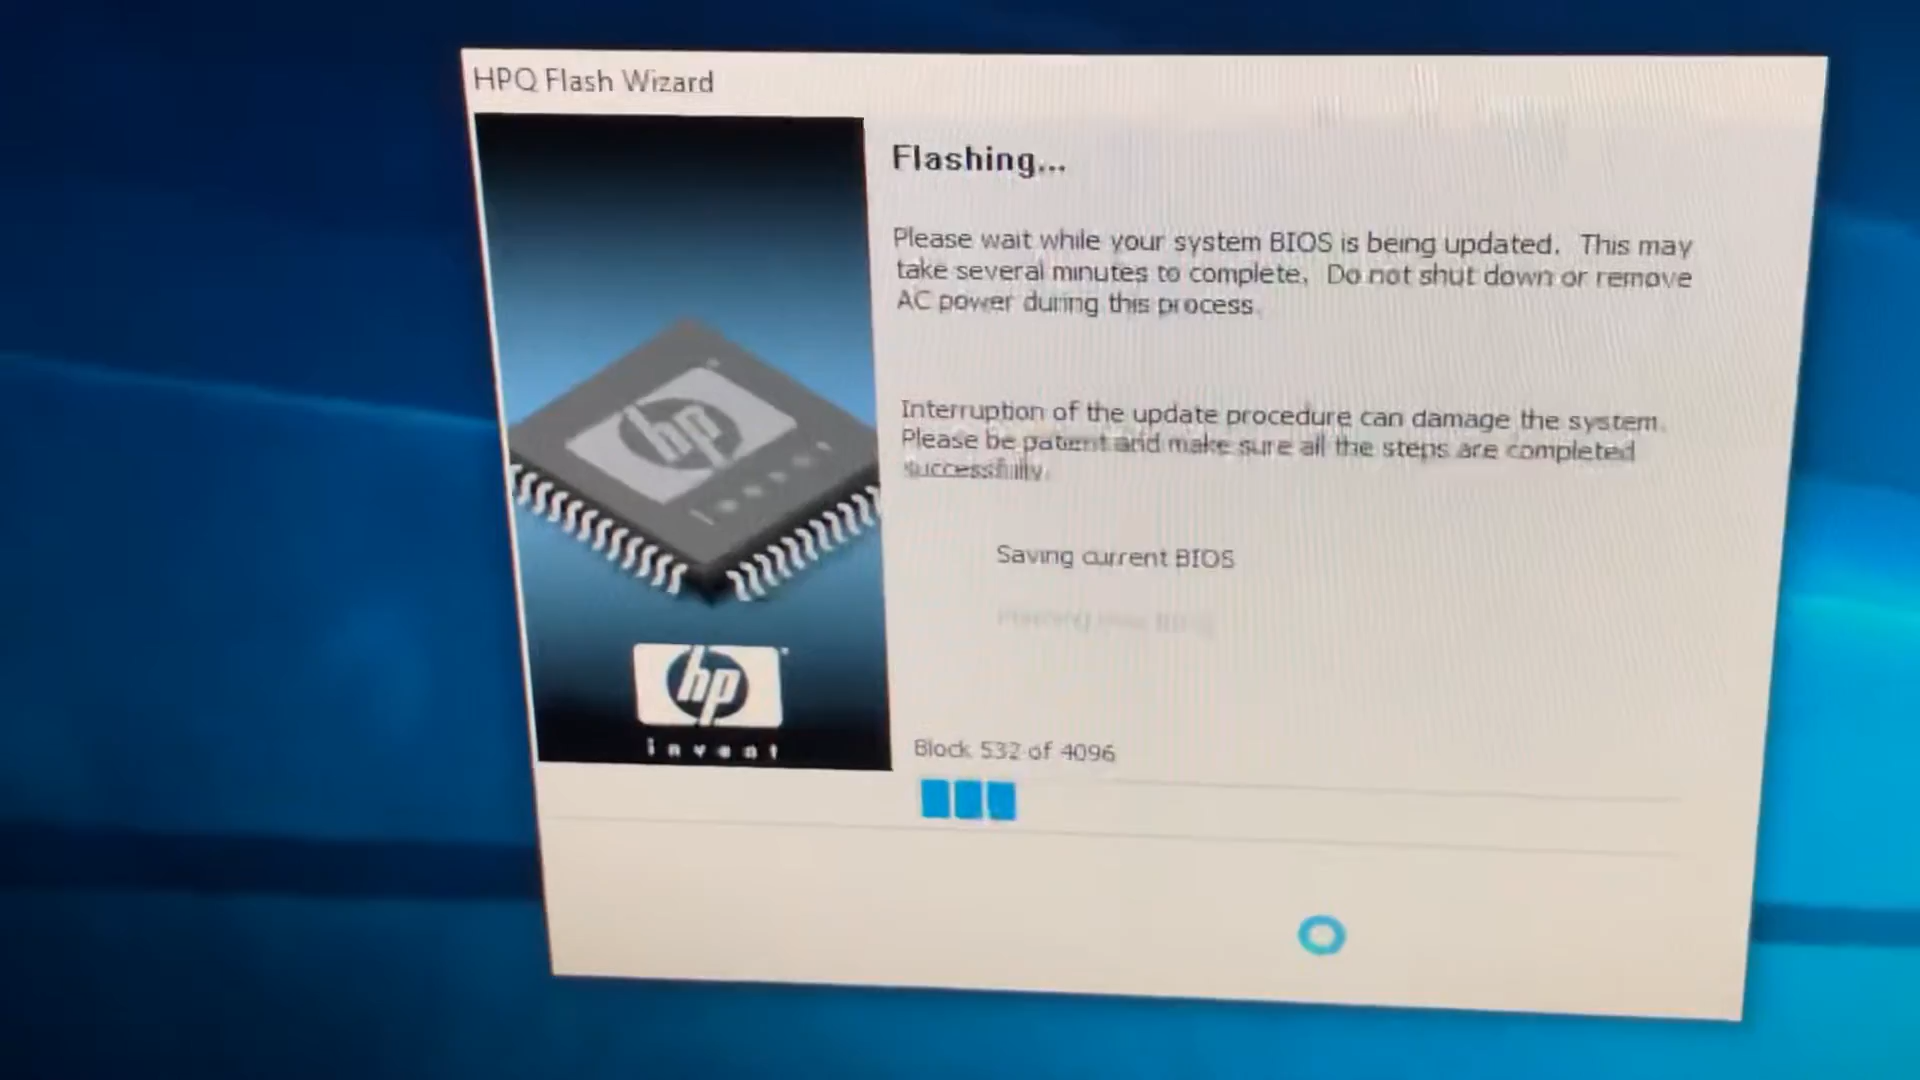 HPQ Flash Wizard
Flashing...
Please wait while your system BIOS is being updated. This may
take several minutes to complete. Do not shut down or remove
AC power during this process.
Interruption of the update procedure can damage the system.
Please be patient and make sure all the steps are completed
successfully.
hp
Saving current BIOS
hp
invent
Block 532 of 4096